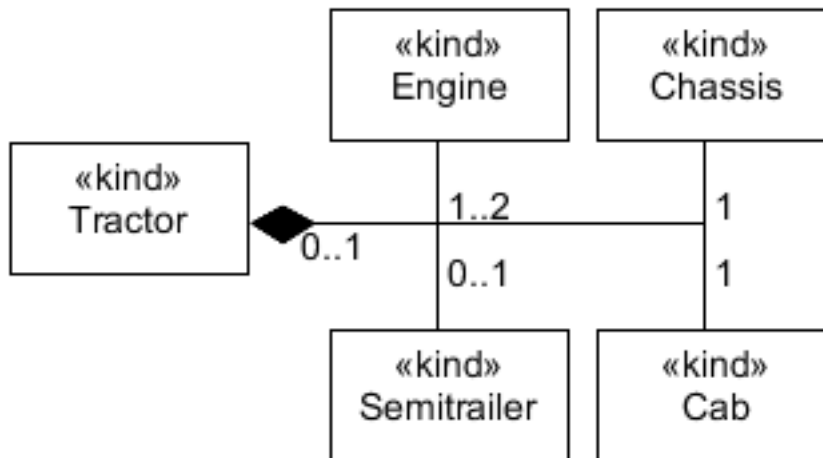 «kind»
Engine
«kind»
Chassis
«kind»
Tractor
1..2
1
0..1
0..1
1
«kind»
Semitrailer
«kind»
Cab